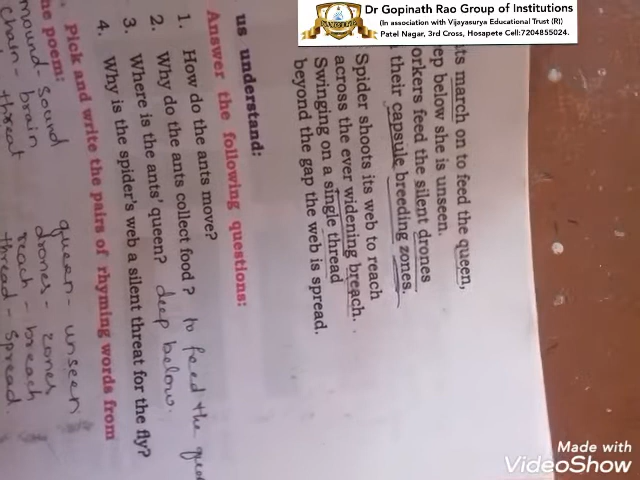 Dr Gopinath Rao Group of Institutions
(In association with Vijayasurya Educational Trust (R))
Patel Nagar, 3rd Cross, Hosapete Cell:7204855024.
march on to feed the queen,
below she is unseen.
feed the silent drones
their capsule breeding zones.
Spider shoots its web to reach
across the ever widening breach.
Swinging on a single thread
beyond the gap the web is spread.
us understand:
Answer the following questions:
1. How do the ants move?
2. Why do the ants collect food? to feed the
3. Where is the ants' queen? deep below.
4. Why is the spider's web a silent threat for the fly?
Pick and write the pairs of rhyming words from
poem:
mound - sound queen - unseen
chain - brain drones - zones
threat reach - breach
thread - spread.
Made with
VideoShow